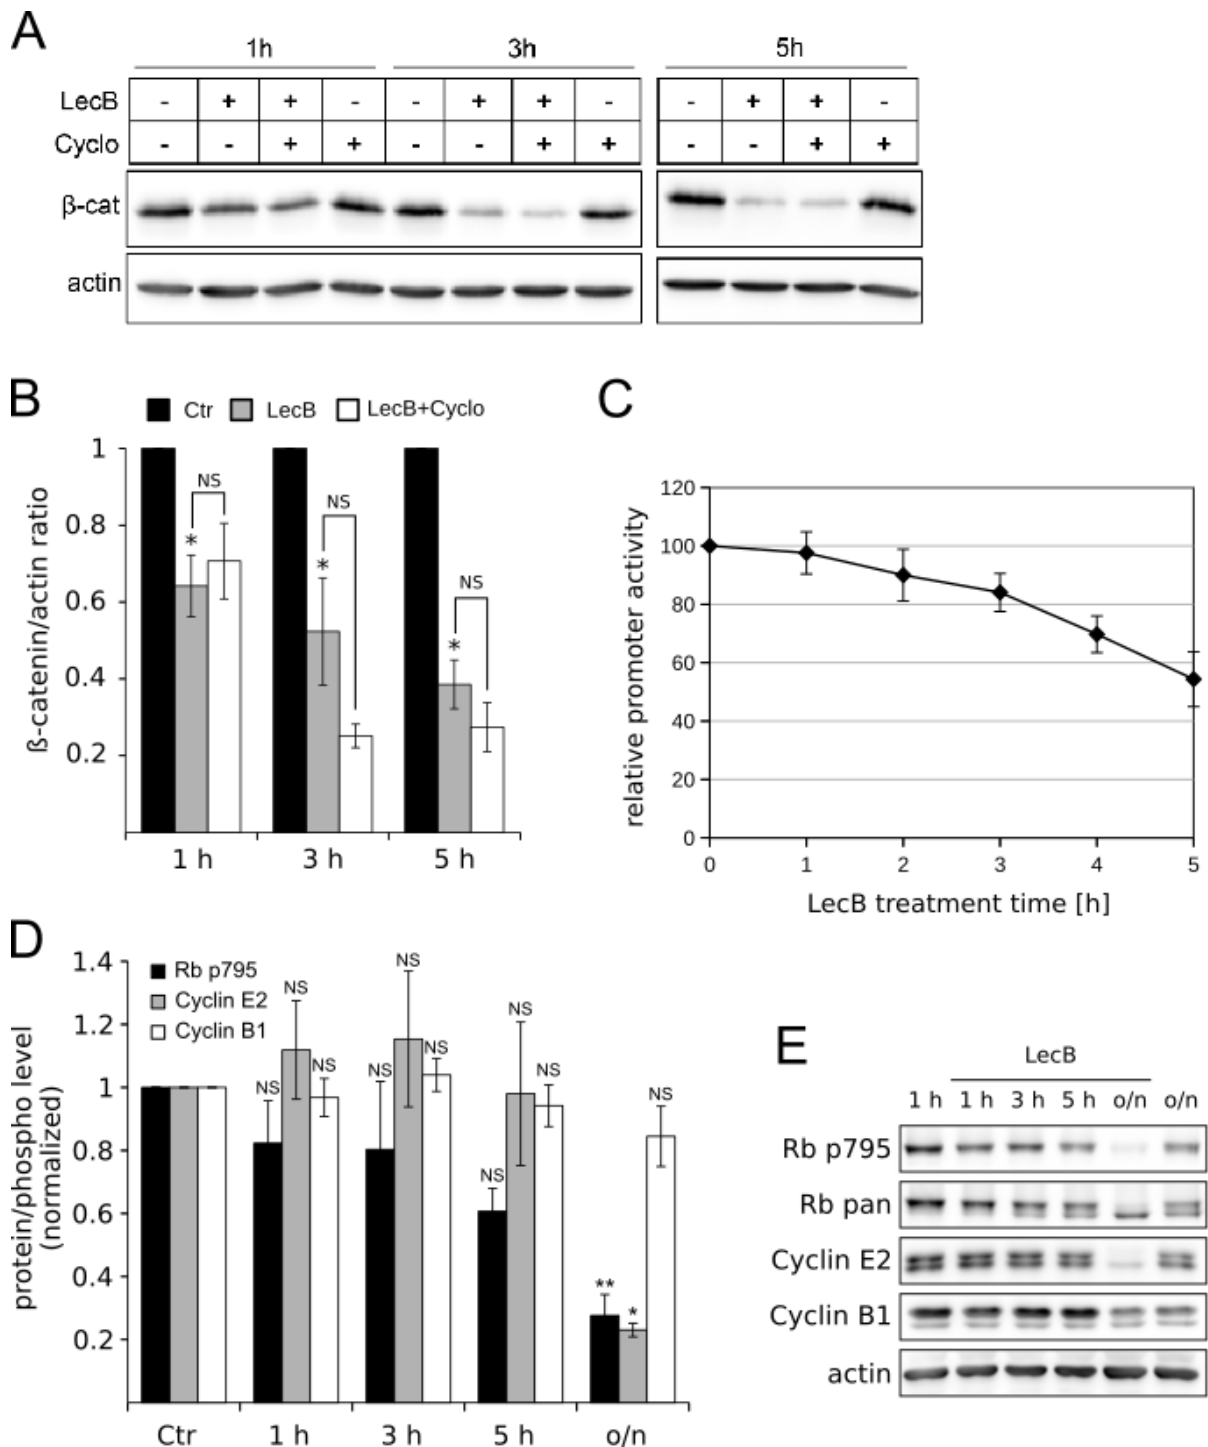 A
1h 3h 5h
LecB - + + - - + + - - + + -
Cyclo - - + + - - + + - - + +
β-cat
actin
B
Ctr LecB LecB+Cyclo
ß-catenin/actin ratio
1
0.8
0.6
0.4
0.2
NS
*
NS
*
NS
*
1 h 3 h 5 h
C
relative promoter activity
120
100
80
60
40
20
0
0 1 2 3 4 5
LecB treatment time [h]
D
protein/phospho level
(normalized)
1.4
1.2
1
0.8
0.6
0.4
0.2
Rb p795
Cyclin E2
Cyclin B1
NS NS NS
NS NS NS
NS NS NS
** * NS
Ctr 1 h 3 h 5 h o/n
E
LecB
1 h 1 h 3 h 5 h o/n o/n
Rb p795
Rb pan
Cyclin E2
Cyclin B1
actin